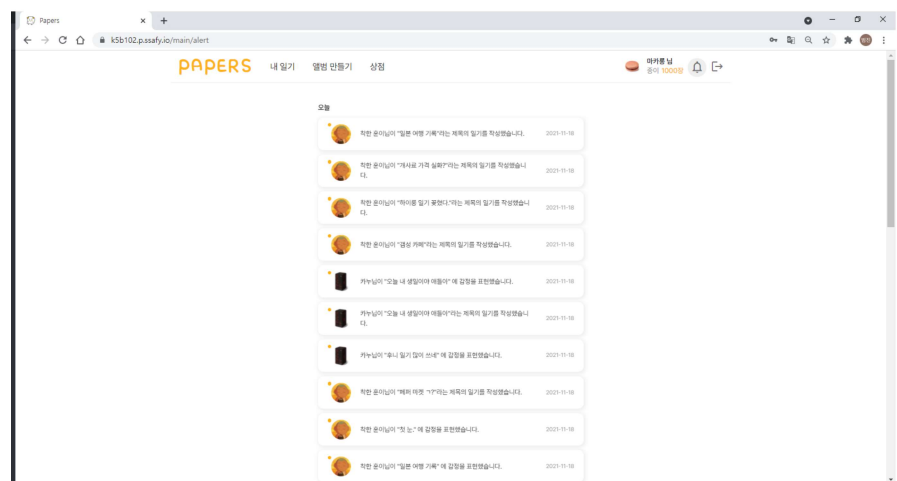 Papers
k5b102.p.ssafy.io/main/alert
PAPERS 내 일기 앨범 만들기 상점
마카롱 님
종이 1000장
오늘
착한 윤이님이 "일본 여행 기록"라는 제목의 일기를 작성했습니다. 2021-11-18
착한 윤이님이 "개사료 가격 실화?"라는 제목의 일기를 작성했습니
다. 2021-11-18
착한 윤이님이 "하이롱 일기 꽃혔다."라는 제목의 일기를 작성했습니
다. 2021-11-18
착한 윤이님이 "갬성 카페"라는 제목의 일기를 작성했습니다. 2021-11-18
카누님이 "오늘 내 생일이야 애들아" 에 감정을 표현했습니다. 2021-11-18
카누님이 "오늘 내 생일이야 애들아"라는 제목의 일기를 작성했습니
다. 2021-11-18
카누님이 "후니 일기 많이 쓰네" 에 감정을 표현했습니다. 2021-11-18
착한 윤이님이 "페퍼 마켓 ㄱ?"라는 제목의 일기를 작성했습니다. 2021-11-18
착한 윤이님이 "첫 눈." 에 감정을 표현했습니다. 2021-11-18
착한 윤이님이 "일본 여행 기록" 에 감정을 표현했습니다. 2021-11-18